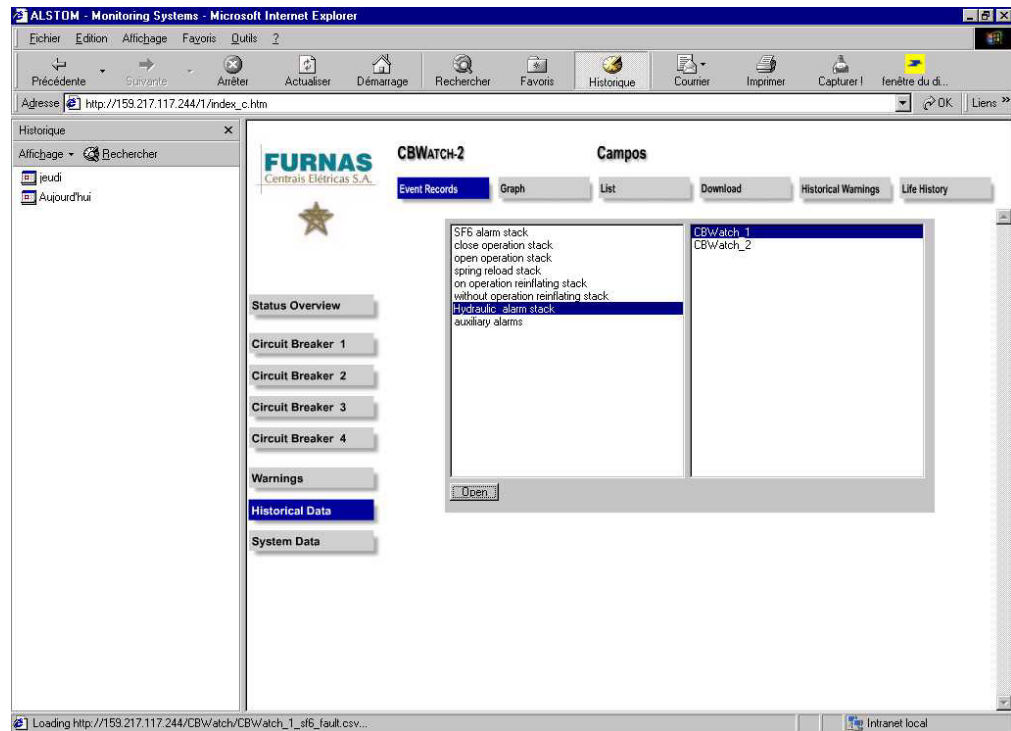 ALSTOM - Monitoring Systems - Microsoft Internet Explorer
Eichier Edition Affichage Favoris Outils ?
Précédente Suivante Arrêter Actualiser Démarrage Rechercher Favoris Historique Courrier Imprimer Capturer ! fenêtre du di...
Adresse http://159.217.117.244/1/index_c.htm OK Liens »
Historique ×
Affichage Rechercher
jeudi
Aujourd'hui
FURNAS
Centrais Elétricas S.A.
CBWATCH-2 Campos
Event Records Graph List Download Historical Warnings Life History
SF6 alarm stack
close operation stack
open operation stack
spring reload stack
on operation reinflating stack
without operation reinflating stack
Hydraulic alarm stack
auxiliary alarms
CBWatch_1
CBWatch_2
Open
Status Overview
Circuit Breaker 1
Circuit Breaker 2
Circuit Breaker 3
Circuit Breaker 4
Warnings
Historical Data
System Data
Loading http://159.217.117.244/CBWatch/CBWatch_1_sf6_fault.csv... Intranet local